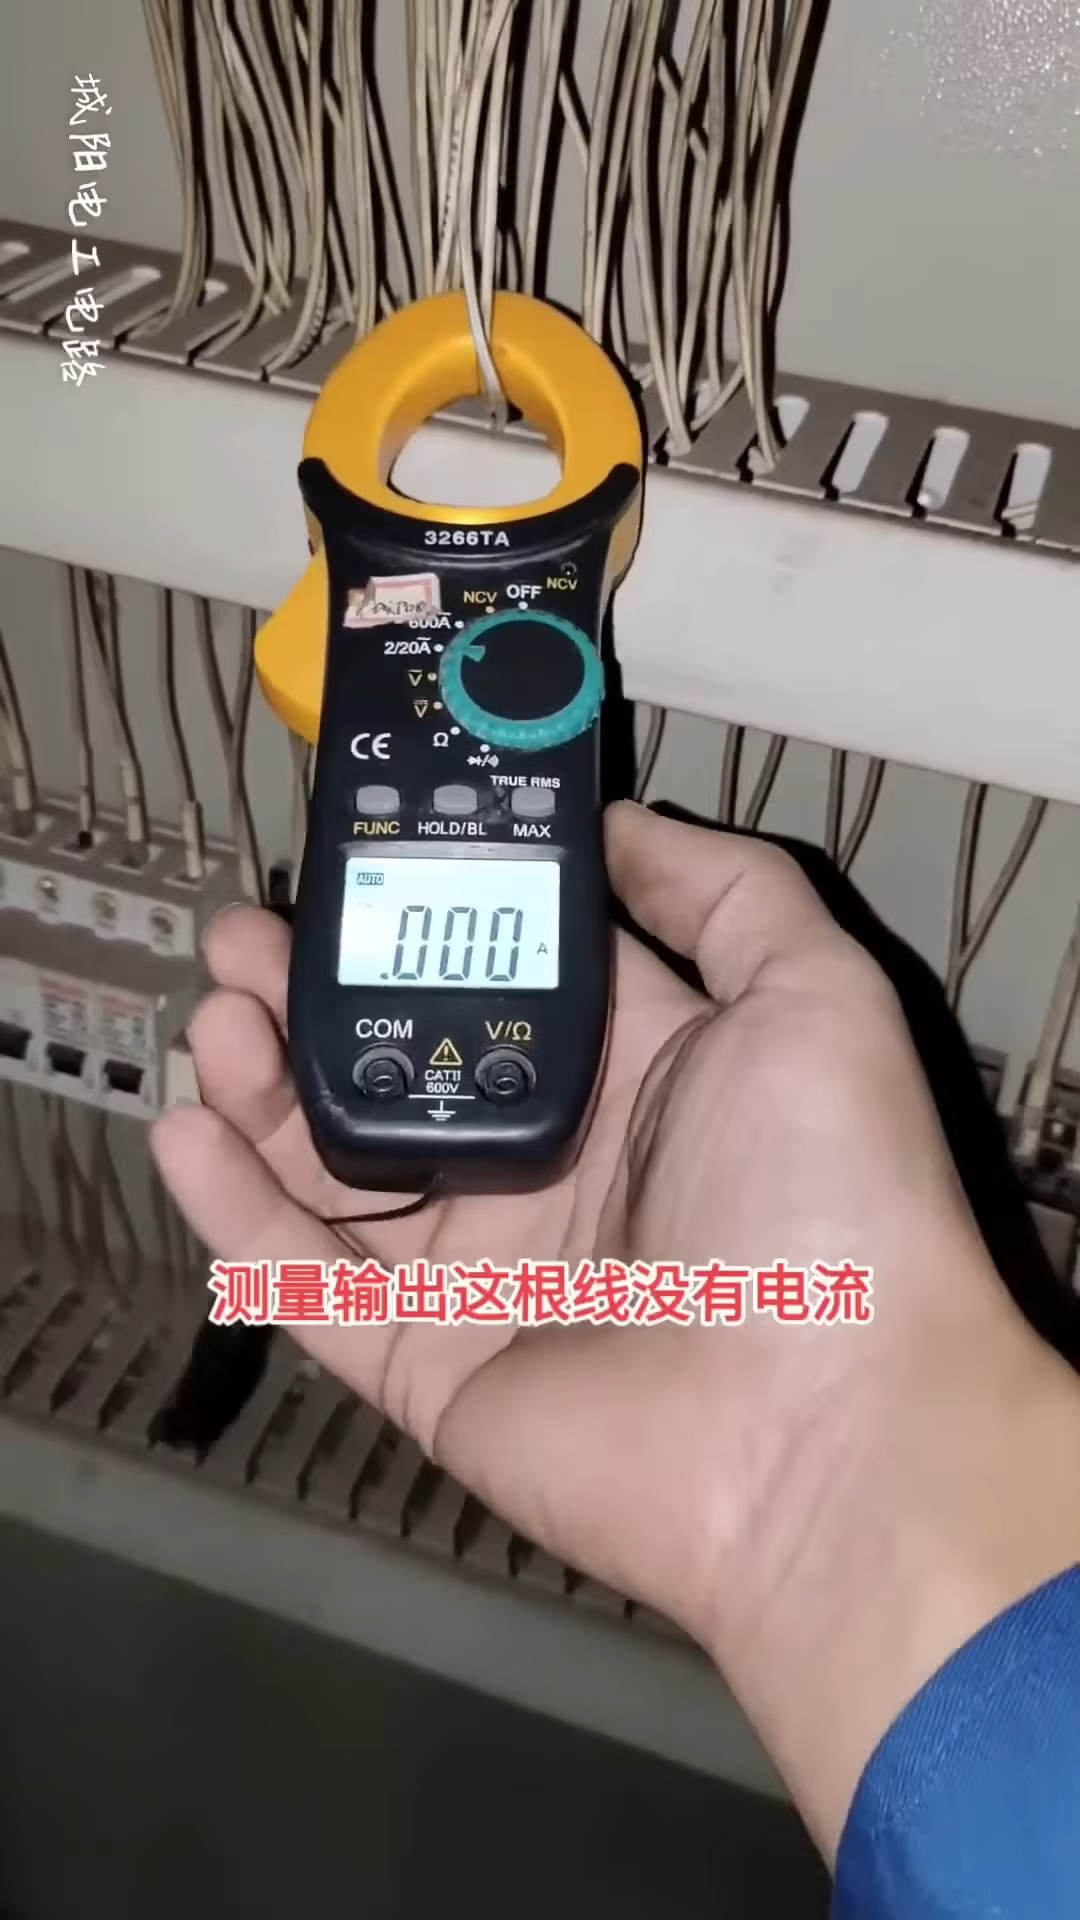 城阳电工电路
3266TA
NCV
OFF
NCV
600A
2/20A
V
V
Ω
CE
TRUE RMS
FUNC
HOLD/BL
MAX
AUTO
.000 A
COM
V/Ω
CATII
600V
测量输出这根线没有电流